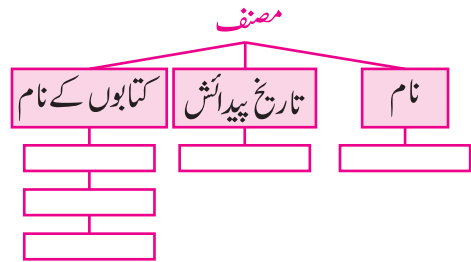 مصنف
نام
تاریخ پیدائش
کتابوں کے نام